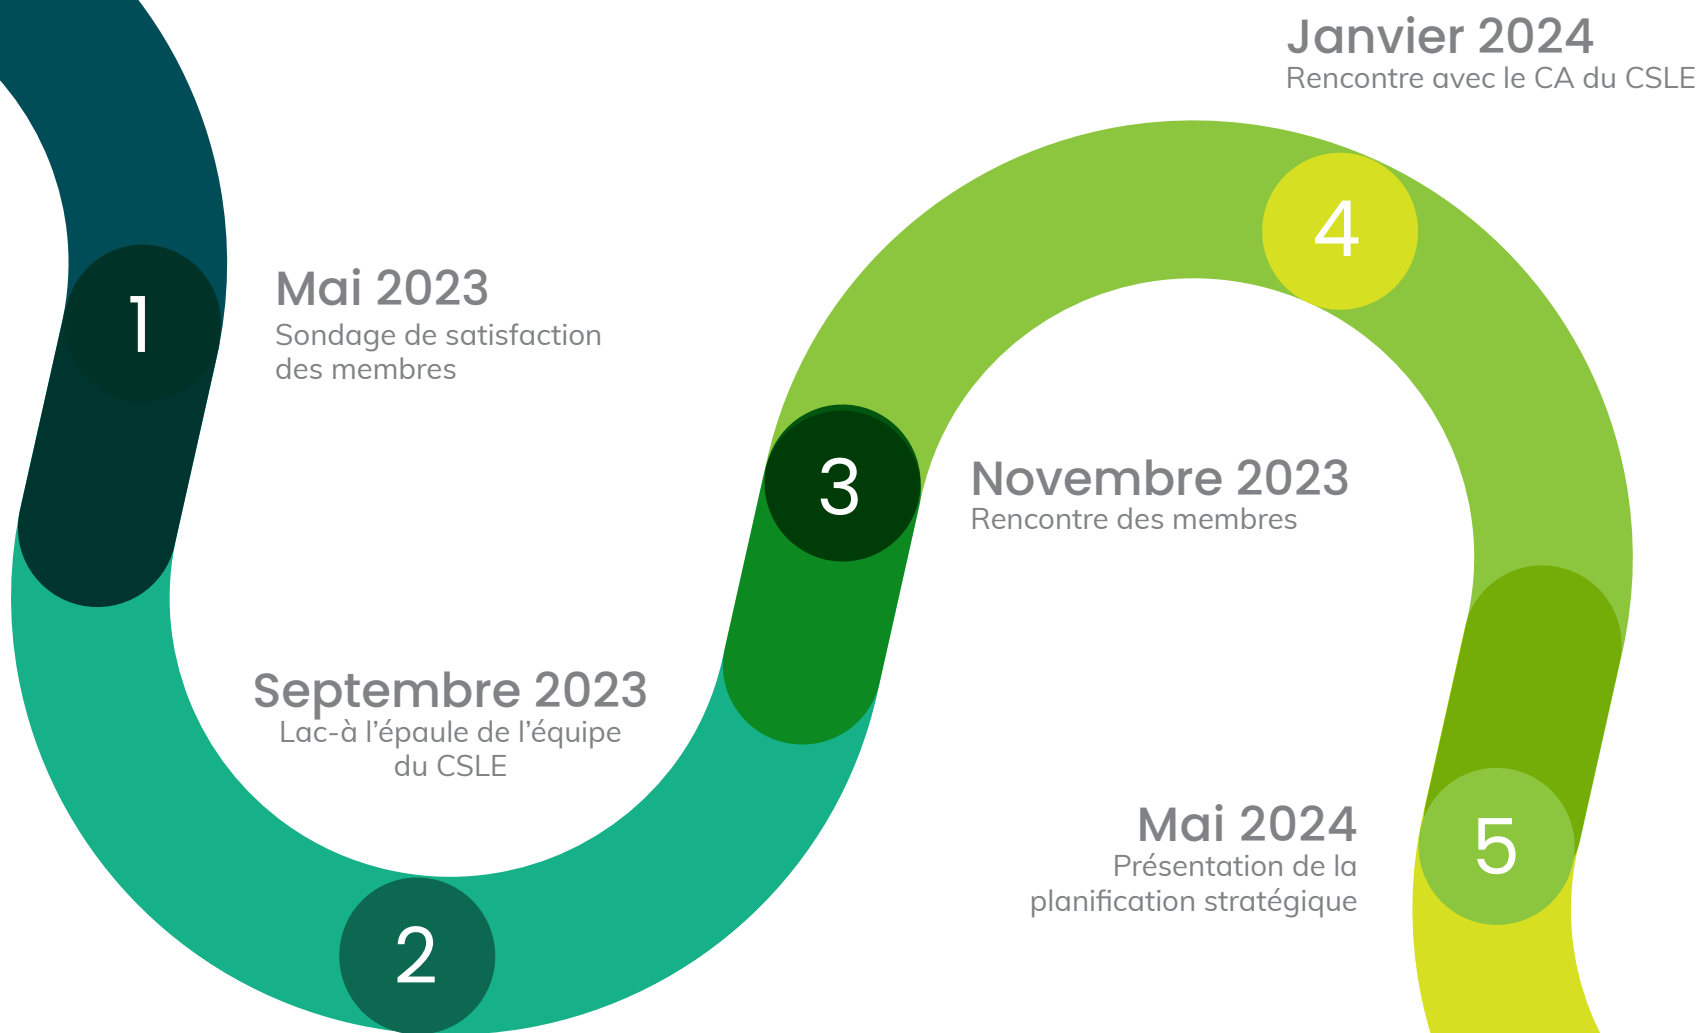 1
Mai 2023
Sondage de satisfaction
des membres
2
Septembre 2023
Lac-à l’épaule de l’équipe
du CSLE
3
Novembre 2023
Rencontre des membres
4
Janvier 2024
Rencontre avec le CA du CSLE
5
Mai 2024
Présentation de la
planification stratégique